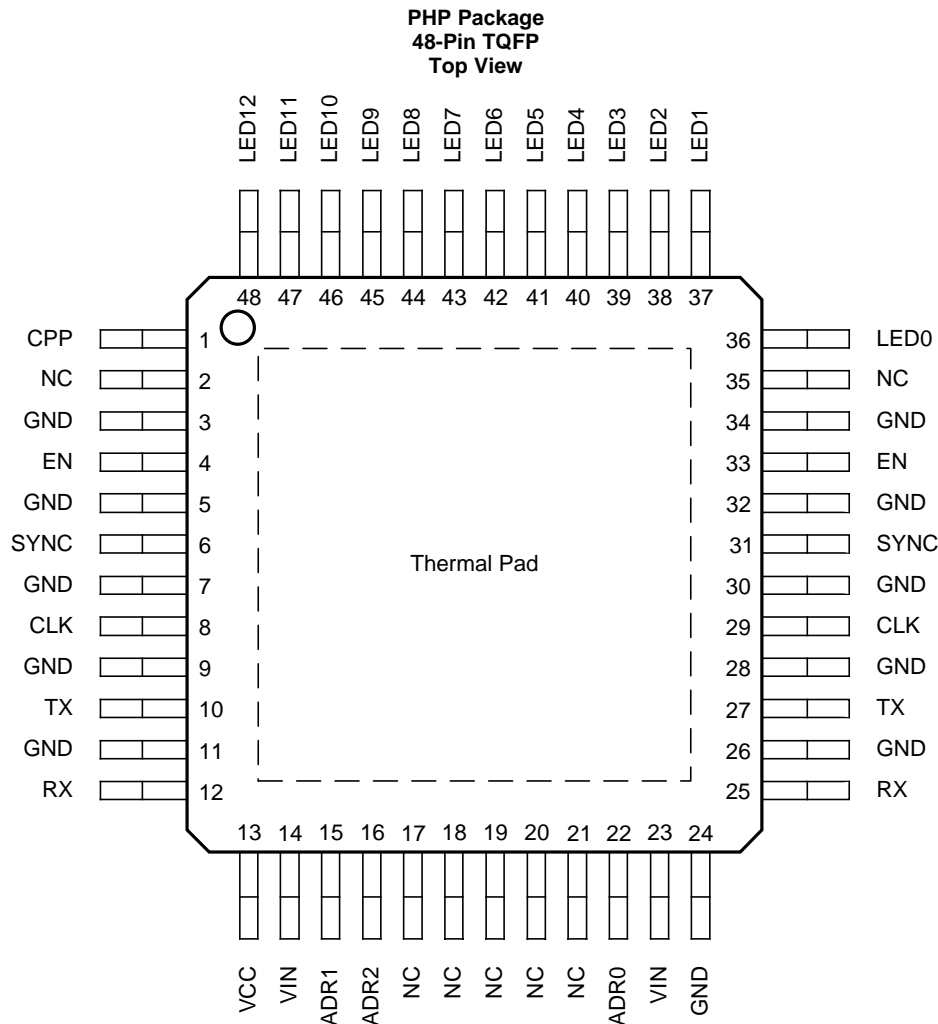 PHP Package
48-Pin TQFP
Top View
LED12
LED11
LED10
LED9
LED8
LED7
LED6
LED5
LED4
LED3
LED2
LED1
48 47 46 45 44 43 42 41 40 39 38 37
CPP 1 36 LED0
NC 2 35 NC
GND 3 34 GND
EN 4 33 EN
GND 5 32 GND
SYNC 6 31 SYNC
Thermal Pad
GND 7 30 GND
CLK 8 29 CLK
GND 9 28 GND
TX 10 27 TX
GND 11 26 GND
RX 12 25 RX
13 14 15 16 17 18 19 20 21 22 23 24
VCC
VIN
ADR1
ADR2
NC
NC
NC
NC
NC
ADR0
VIN
GND